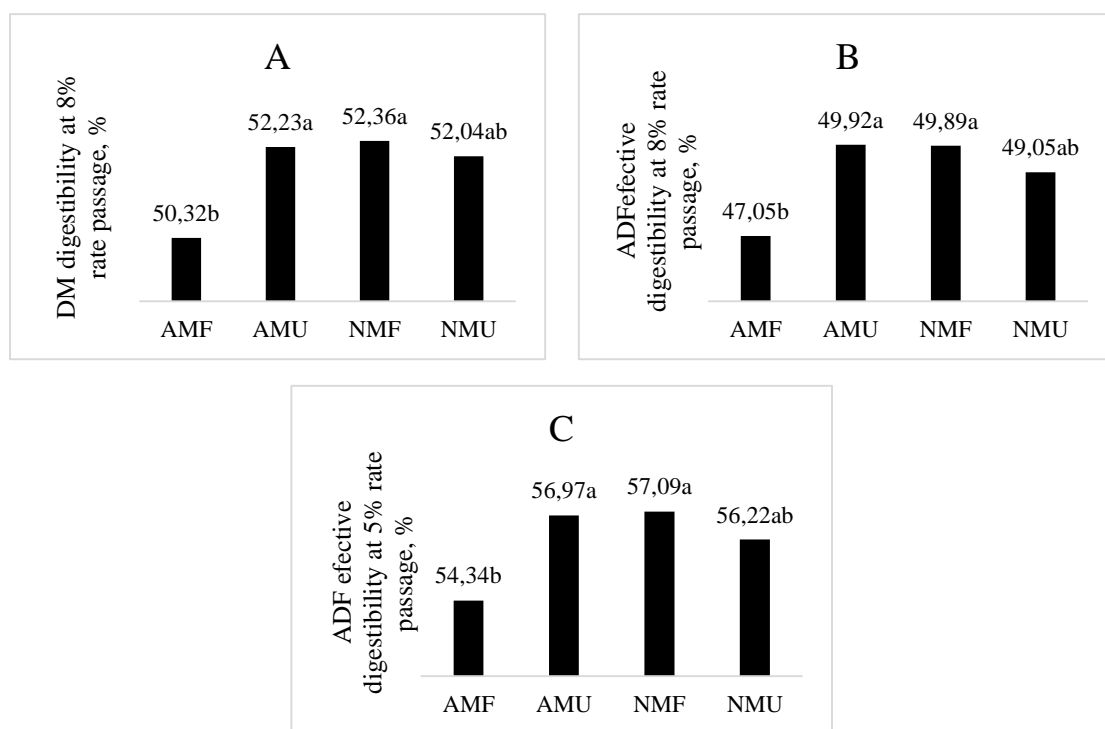 A
DM digestibility at 8%
rate passage, %
50,32b
52,23a
52,36a
52,04ab
AMF
AMU
NMF
NMU
B
ADFefective
digestibility at 8% rate
passage, %
47,05b
49,92a
49,89a
49,05ab
AMF
AMU
NMF
NMU
C
ADF efective
digestibility at 5% rate
passage, %
54,34b
56,97a
57,09a
56,22ab
AMF
AMU
NMF
NMU